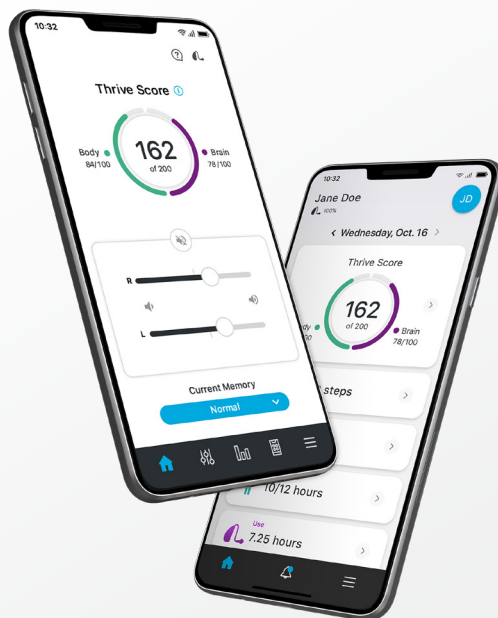 10:32
Thrive Score
Body
84/100
162
of 200
Brain
78/100
R
L
Current Memory
Normal
10:32
Jane Doe
100%
JD
Wednesday, Oct. 16
Thrive Score
162
of 200
Brain
78/100
steps
10/12 hours
Use
7.25 hours